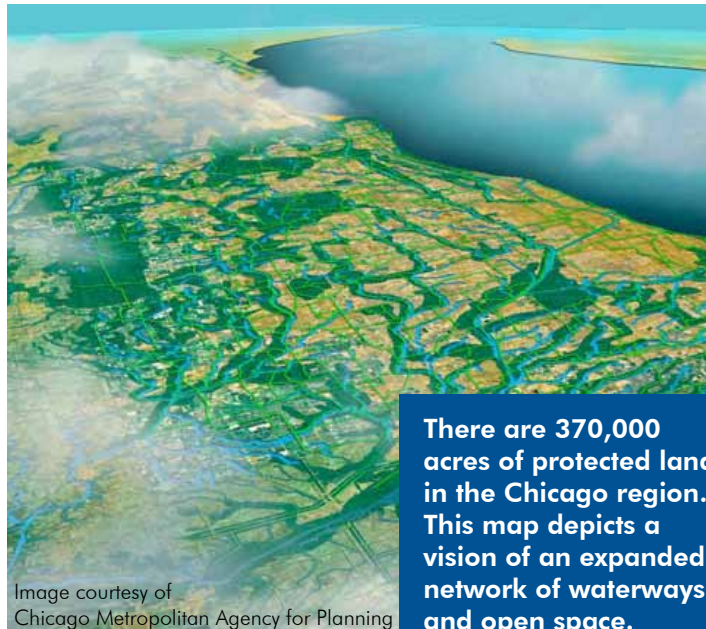 There are 370,000
acres of protected land
in the Chicago region.
This map depicts a
vision of an expanded
network of waterways
and open space.
Image courtesy of
Chicago Metropolitan Agency for Planning